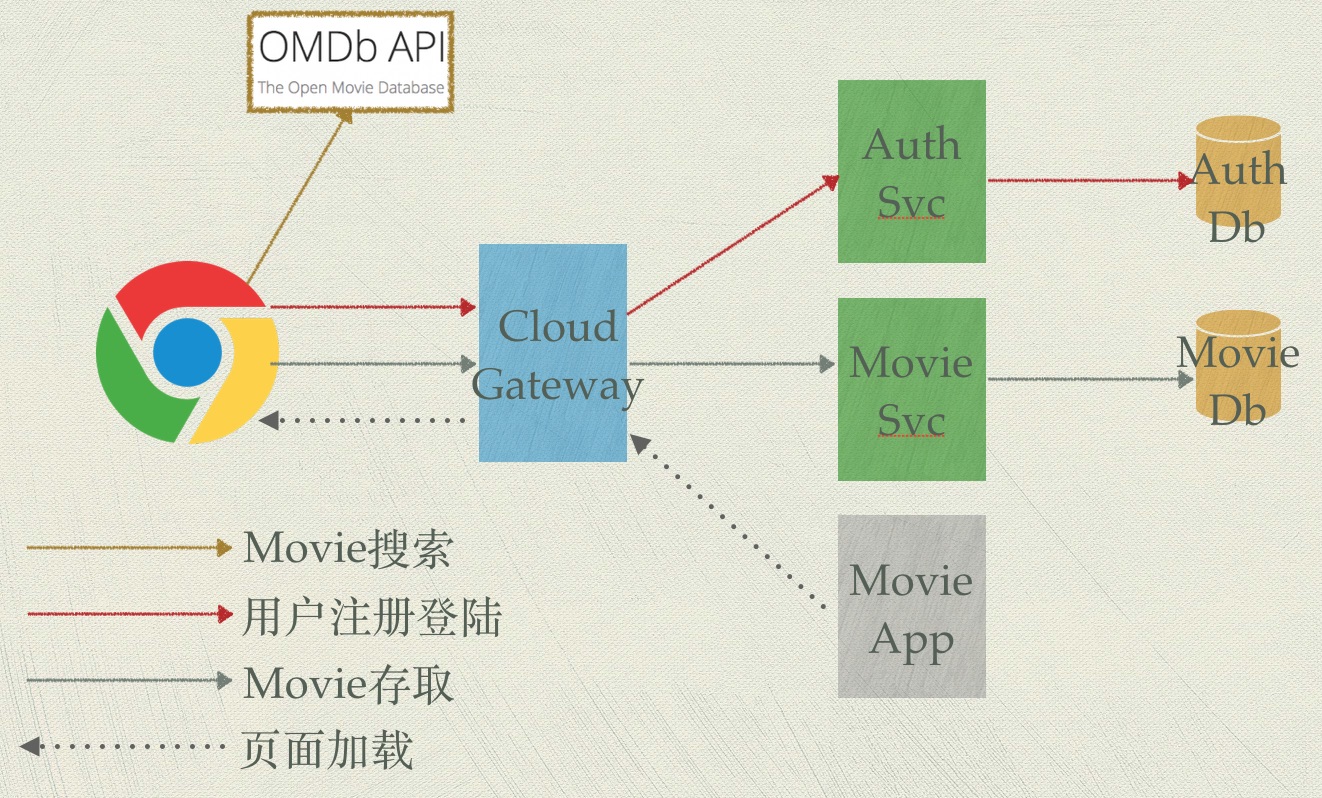 OMDb API
The Open Movie Database
Auth
Svc
Auth
Db
Cloud
Gateway
Movie
Svc
Movie
Db
Movie
App
Movie搜索
用户注册登陆
Movie存取
页面加载